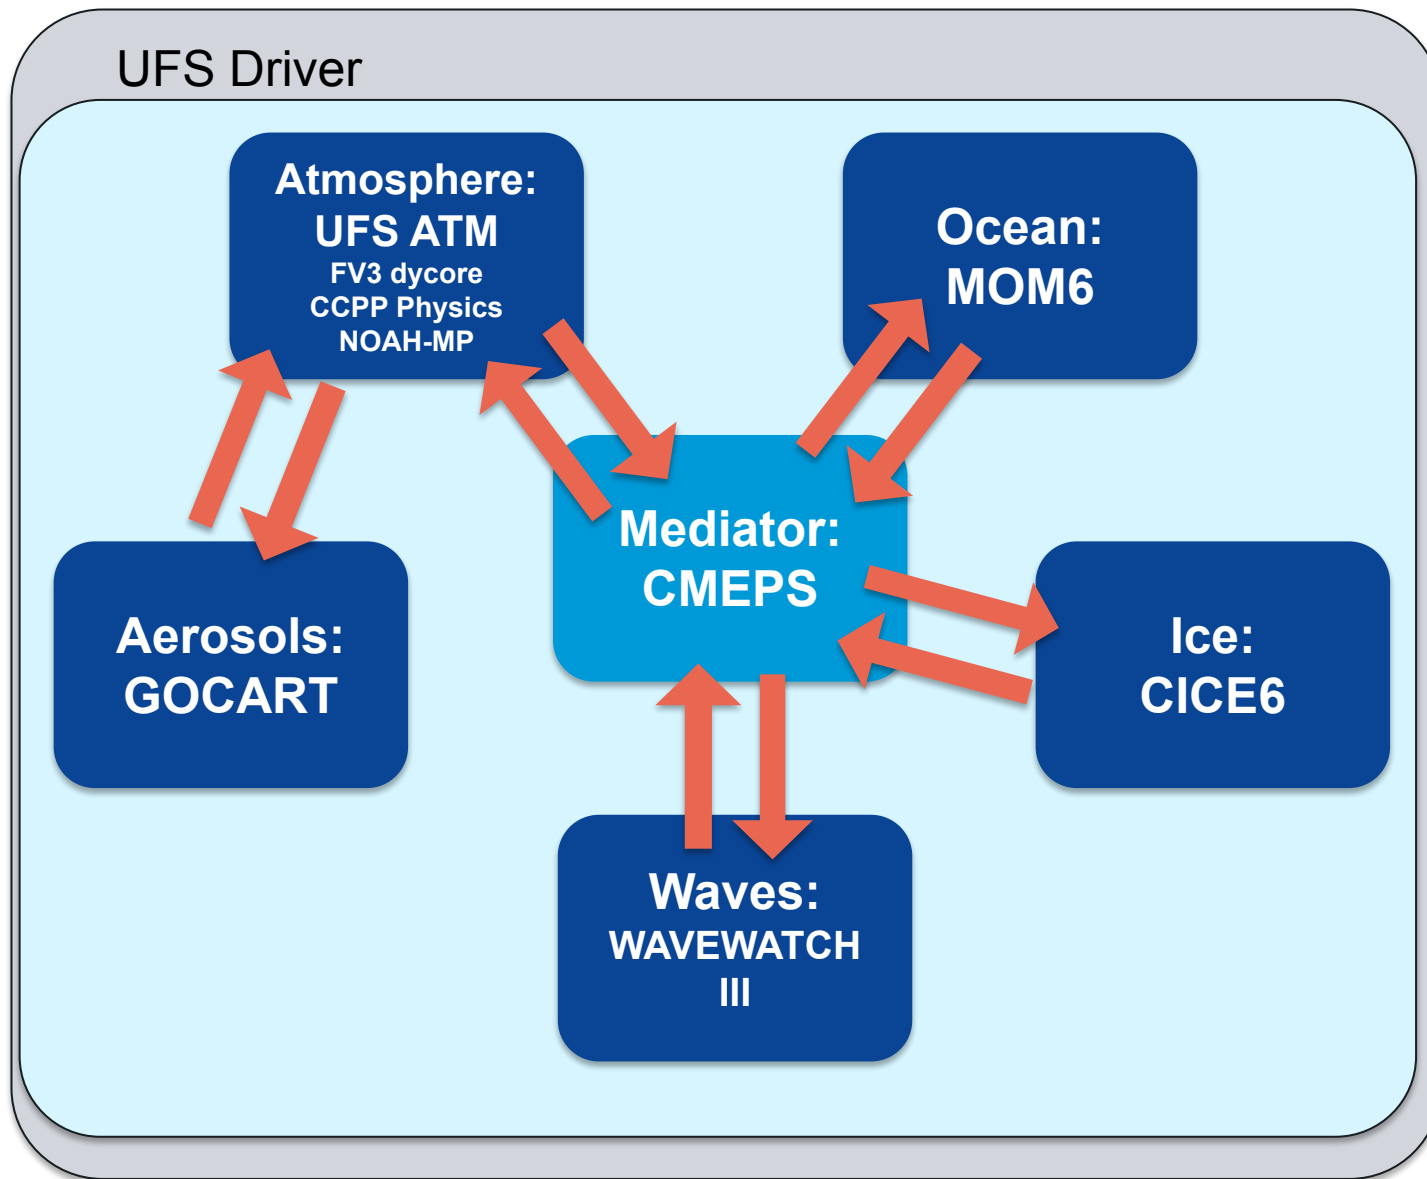 UFS Driver
Atmosphere:
UFS ATM
FV3 dycore
CCPP Physics
NOAH-MP
Ocean:
MOM6
Mediator:
CMEPS
Aerosols:
GOCART
Ice:
CICE6
Waves:
WAVEWATCH
III